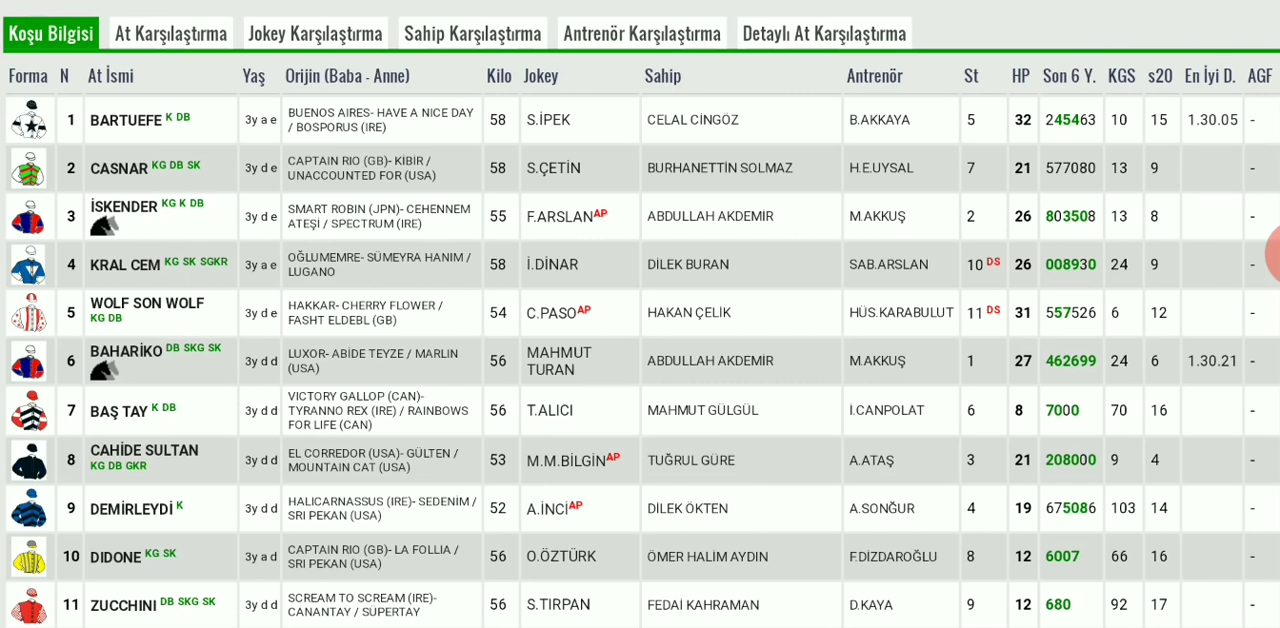 Koşu Bilgisi At Karşılaştırma Jokey Karşılaştırma Sahip Karşılaştırma Antrenör Karşılaştırma Detaylı At Karşılaştırma
Forma N At İsmi Yaş Orijin (Baba - Anne) Kilo Jokey Sahip Antrenör St HP Son 6 Y. KGS s20 En İyi D. AGF
1 BARTUEFE K DB 3y a e BUENOS AIRES- HAVE A NICE DAY / BOSPORUS (IRE) 58 S.İPEK CELAL CİNGÖZ B.AKKAYA 5 32 245463 10 15 1.30.05 -
2 CASNAR KG DB SK 3y d e CAPTAIN RIO (GB)- KİBIR / UNACCOUNTED FOR (USA) 58 S.ÇETİN BURHANETTİN SOLMAZ H.E.UYSAL 7 21 577080 13 9 -
3 İSKENDER KG K DB 3y d e SMART ROBIN (JPN)- CEHENNEM ATEŞİ / SPECTRUM (IRE) 55 F.ARSLAN AP ABDULLAH AKDEMİR M.AKKUŞ 2 26 803508 13 8 -
4 KRAL CEM KG SK SGKR 3y a e OĞLUMEMRE- SÜMEYRA HANIM / LUGANO 58 İ.DİNAR DİLEK BURAN SAB.ARSLAN 10 DS 26 008930 24 9 -
5 WOLF SON WOLF KG DB 3y d e HAKKAR- CHERRY FLOWER / FASHT ELDEBL (GB) 54 C.PASO AP HAKAN ÇELİK HÜS.KARABULUT 11 DS 31 557526 6 12 -
6 BAHARİKO DB SKG SK 3y d d LUXOR- ABİDE TEYZE / MARLIN (USA) 56 MAHMUT TURAN ABDULLAH AKDEMİR M.AKKUŞ 1 27 462699 24 6 1.30.21 -
7 BAŞ TAY K DB 3y d d VICTORY GALLOP (CAN)- TYRANNO REX (IRE) / RAINBOWS FOR LIFE (CAN) 56 T.ALICI MAHMUT GÜLGÜL İ.CANPOLAT 6 8 7000 70 16 -
8 CAHİDE SULTAN KG DB GKR 3y d d EL CORREDOR (USA)- GÜLTEN / MOUNTAIN CAT (USA) 53 M.M.BİLGİN AP TUĞRUL GÜRE A.ATAŞ 3 21 208000 9 4 -
9 DEMİRLEYDİ K 3y d d HALICARNASSUS (IRE)- SEDENİM / SRI PEKAN (USA) 52 A.İNCİ AP DİLEK ÖKTEN A.SONĞUR 4 19 675086 103 14 -
10 DIDONE KG SK 3y a d CAPTAIN RIO (GB)- LA FOLLIA / SRI PEKAN (USA) 56 O.ÖZTÜRK ÖMER HALİM AYDIN F.DİZDAROĞLU 8 12 6007 66 16 -
11 ZUCCHINI DB SKG SK 3y d d SCREAM TO SCREAM (IRE)- CANANTAY / SÜPERTAY 56 S.TIRPAN FEDAİ KAHRAMAN D.KAYA 9 12 680 92 17 -